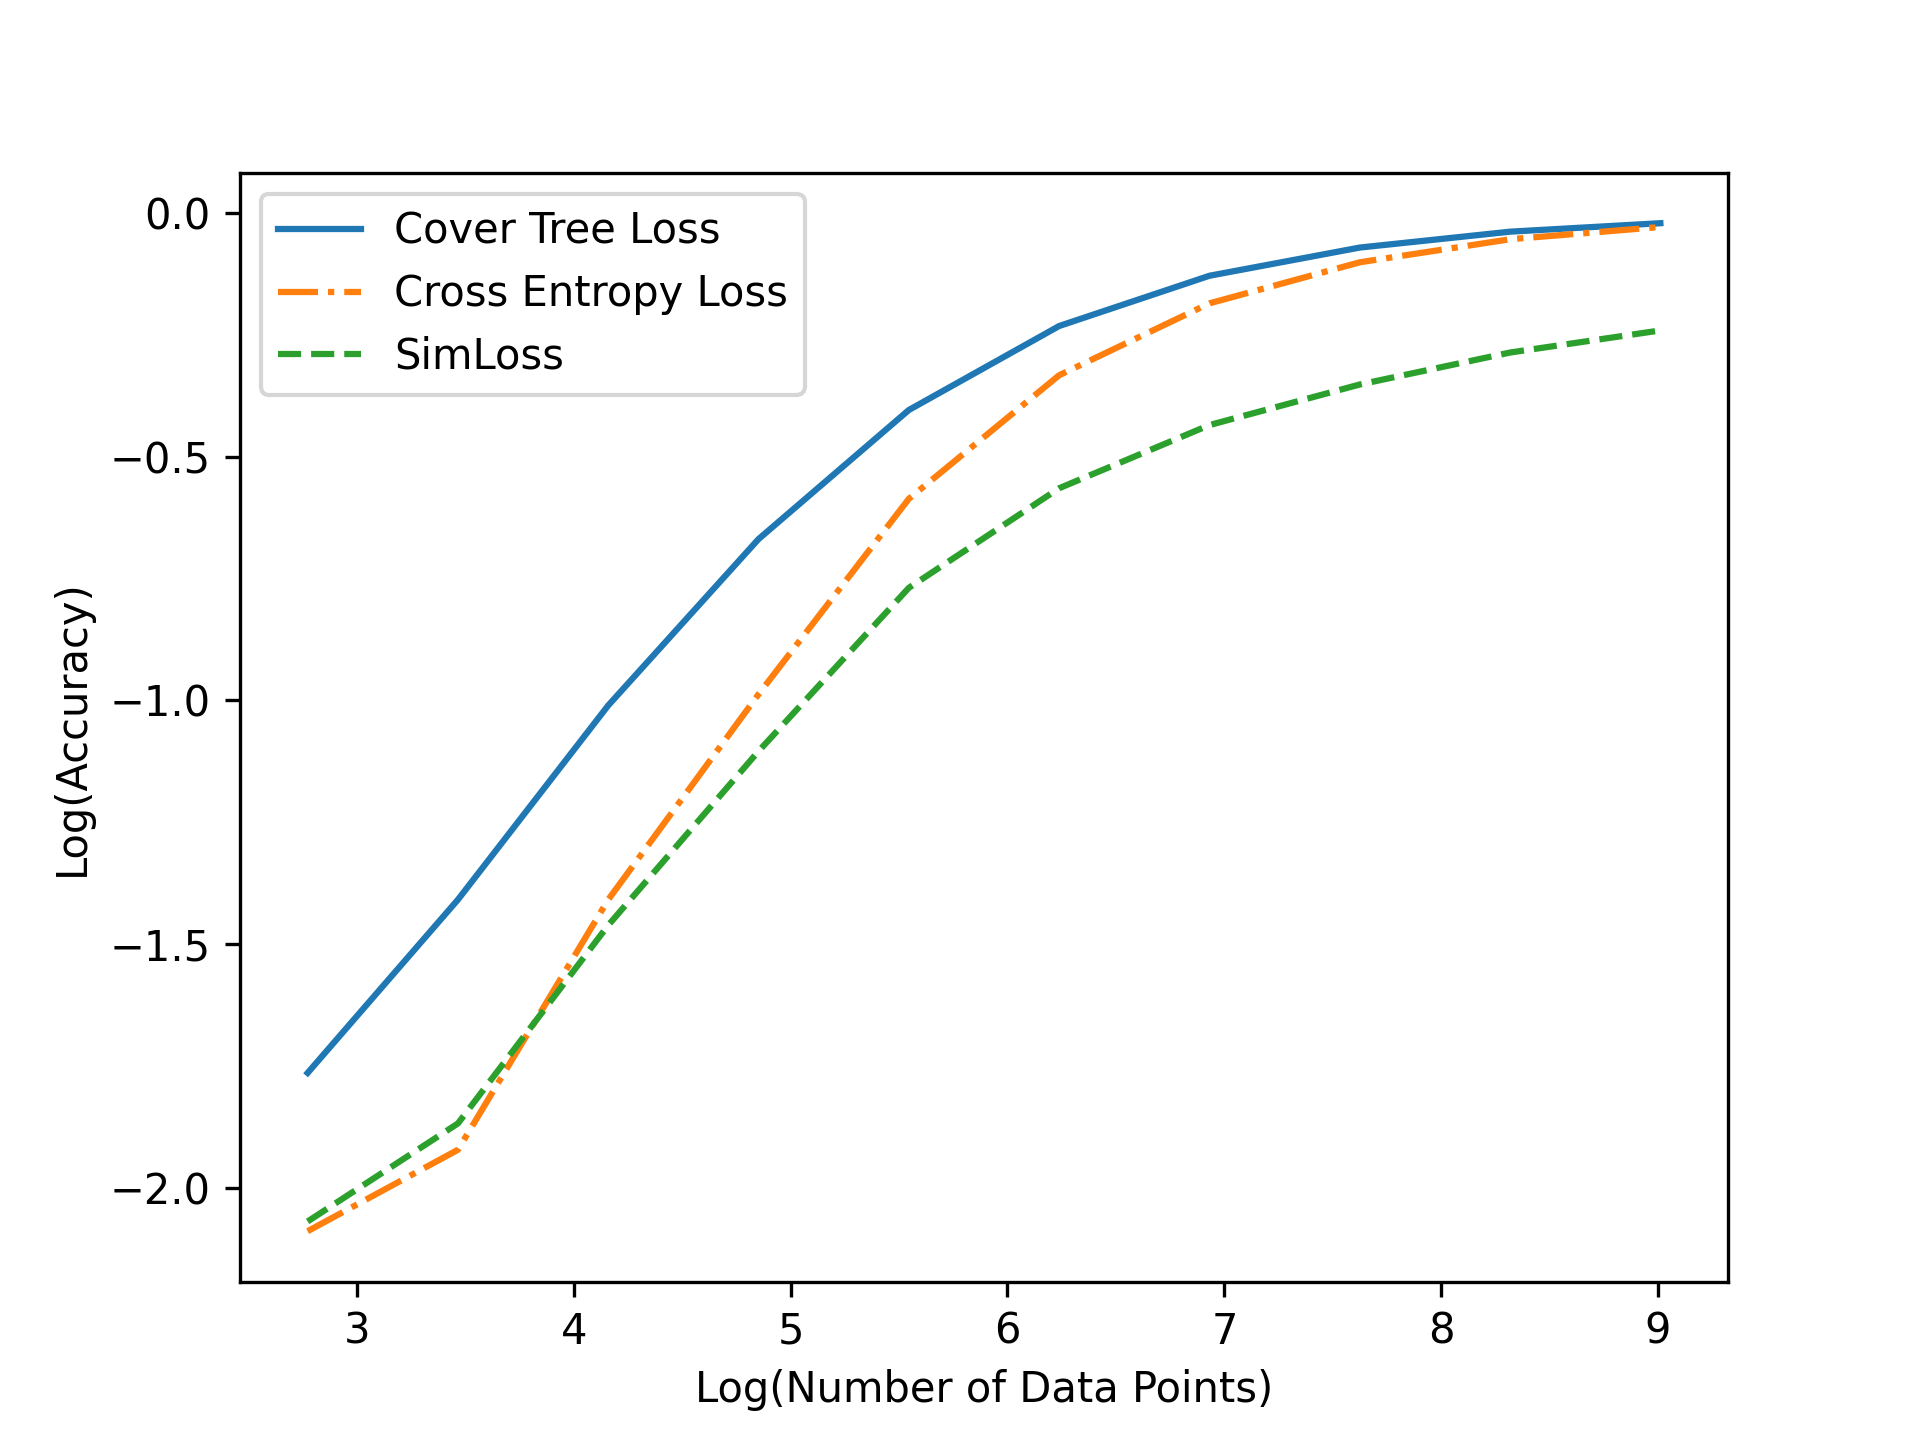 Cover Tree Loss
Cross Entropy Loss
SimLoss
0.0
−0.5
−1.0
−1.5
−2.0
Log(Accuracy)
3 4 5 6 7 8 9
Log(Number of Data Points)